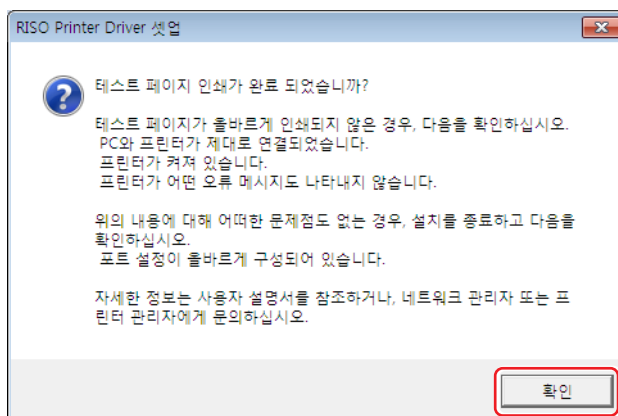 RISO Printer Driver 셋업
테스트 페이지 인쇄가 완료 되었습니까?
테스트 페이지가 올바르게 인쇄되지 않은 경우, 다음을 확인하십시오.
PC와 프린터가 제대로 연결되었습니다.
프린터가 켜져 있습니다.
프린터가 어떤 오류 메시지도 나타내지 않습니다.
위의 내용에 대해 어떠한 문제점도 없는 경우, 설치를 종료하고 다음을
확인하십시오.
포트 설정이 올바르게 구성되어 있습니다.
자세한 정보는 사용자 설명서를 참조하거나, 네트워크 관리자 또는 프
린터 관리자에게 문의하십시오.
확인